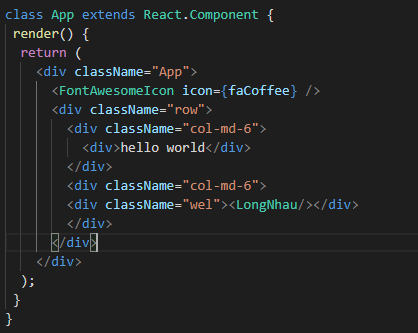 class App extends React.Component {
render() {
return (
<div className="App">
<FontAwesomeIcon icon={faCoffee} />
<div className="row">
<div className="col-md-6">
<div>hello world</div>
</div>
<div className="col-md-6">
<div className="wel"><LongNhau/></div>
</div>
</div>
</div>
);
}
}